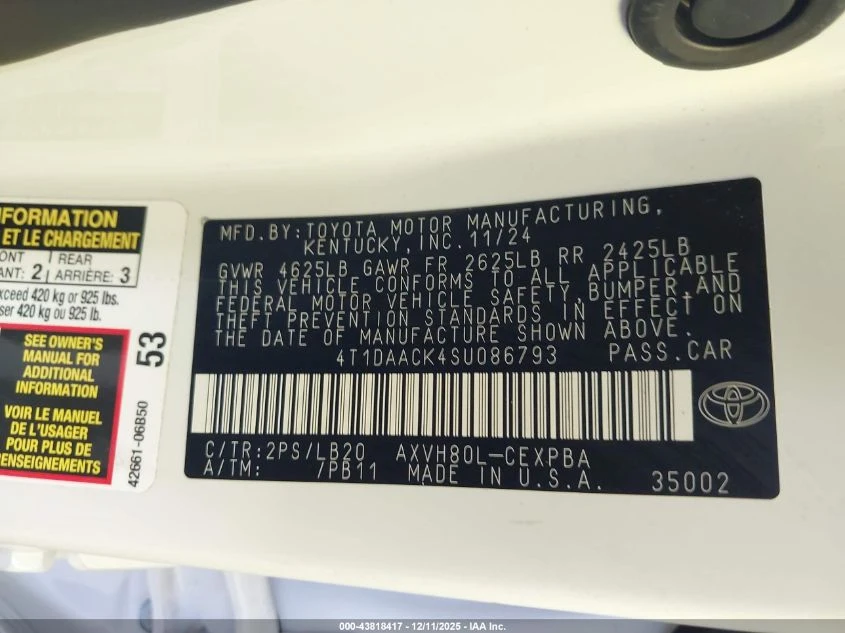 NFORMATION
ET LE CHARGEMENT
ONT REAR
ANT: 2 ARRIÈRE: 3
exceed 420 kg or 925 lbs.
ser 420 kg ou 925 lb.
SEE OWNER'S
MANUAL FOR
ADDITIONAL
INFORMATION
VOIR LE MANUEL
DE L'USAGER
POUR PLUS DE
RENSEIGNEMENTS
53
42661-06B50
MFD.BY:TOYOTA MOTOR MANUFACTURING,
KENTUCKY, INC.11/24
GVWR 4625LB GAWR FR 2625LB RR 2425LB
THIS VEHICLE CONFORMS TO ALL APPLICABLE
FEDERAL MOTOR VEHICLE SAFETY,BUMPER,AND
THEFT PREVENTION STANDARDS IN EFFECT ON
THE DATE OF MANUFACTURE SHOWN ABOVE.
4T1DAACK4SU086793 PASS.CAR
C/TR:2PS/LB20 AXVH80L-CEXPBA
A/TM: /PB11 MADE IN U.S.A. 35002
000-43818417 - 12/11/2025 - IAA Inc.